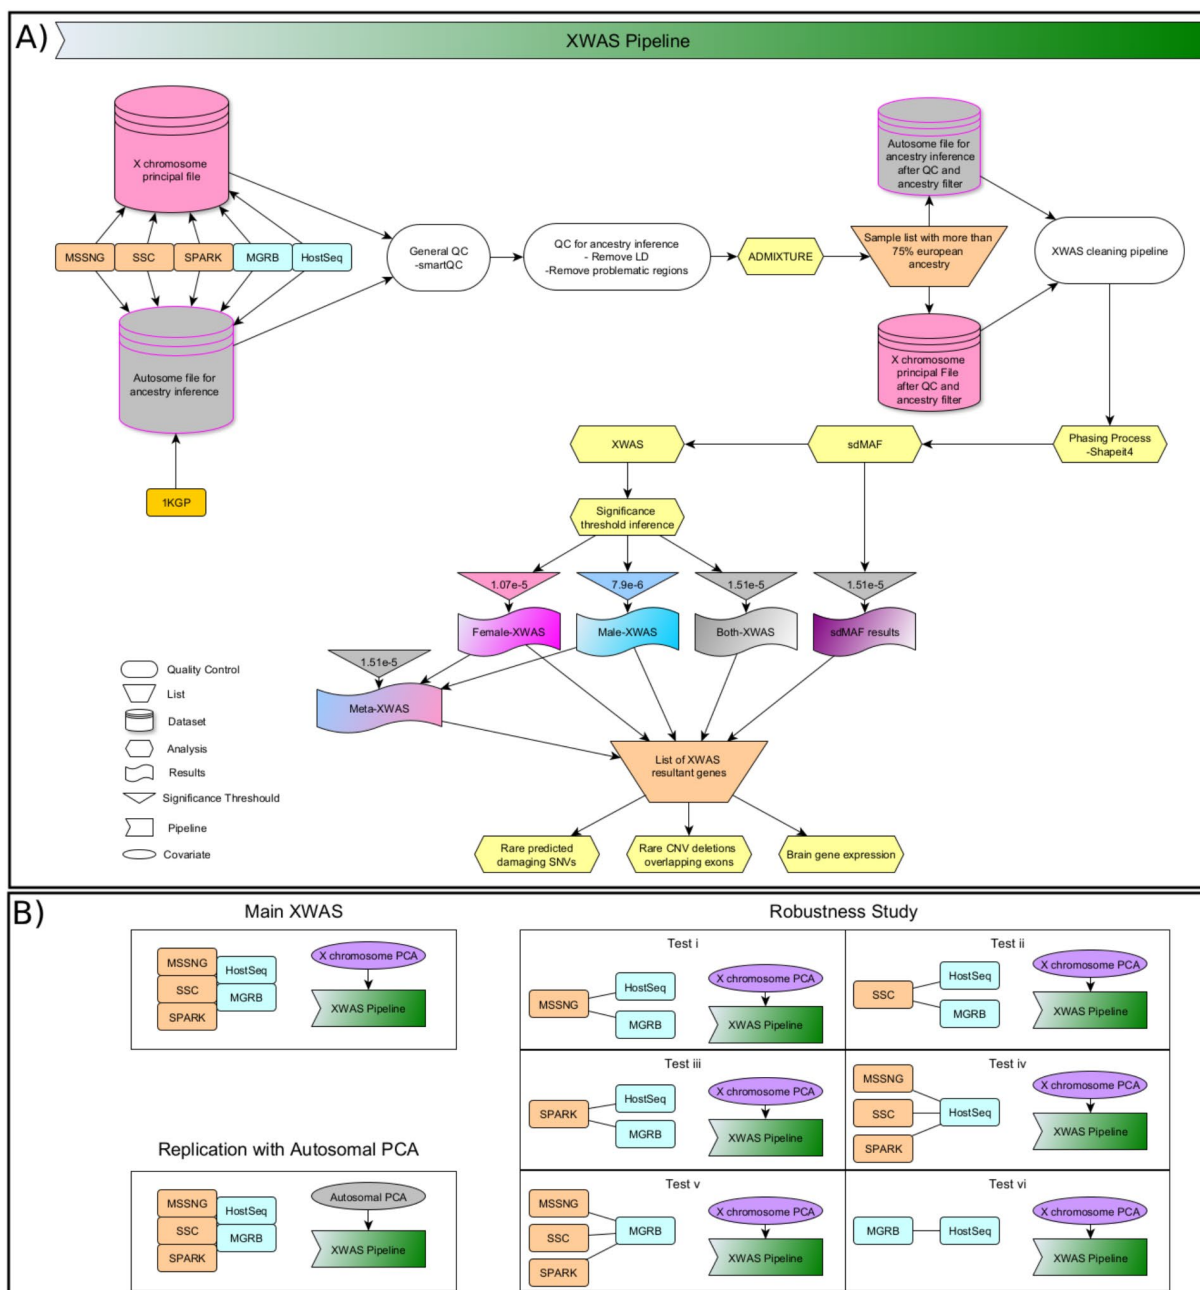 A)
XWAS Pipeline
X chromosome
principal file
MSSNG
SSC
SPARK
MGRB
HostSeq
Autosome file for
ancestry inference
1KGP
General QC
-smartQC
QC for ancestry inference
- Remove LD
-Remove problematic regions
ADMIXTURE
Sample list with more than
75% european
ancestry
Autosome file for
ancestry inference
after QC and
ancestry filter
X chromosome
principal File
after QC and
ancestry filter
XWAS cleaning pipeline
Phasing Process
-Shapeit4
sdMAF
XWAS
Significance
threshold inference
1.07e-5
7.9e-6
1.51e-5
1.51e-5
Female-XWAS
Male-XWAS
Both-XWAS
sdMAF results
1.51e-5
Meta-XWAS
List of XWAS
resultant genes
Rare predicted
damaging SNVs
Rare CNV deletions
overlapping exons
Brain gene expression
Quality Control
List
Dataset
Analysis
Results
Significance Threshould
Pipeline
Covariate
B)
Main XWAS
MSSNG
SSC
SPARK
HostSeq
MGRB
X chromosome PCA
XWAS Pipeline
Replication with Autosomal PCA
MSSNG
SSC
SPARK
HostSeq
MGRB
Autosomal PCA
XWAS Pipeline
Robustness Study
Test i
MSSNG
HostSeq
MGRB
X chromosome PCA
XWAS Pipeline
Test ii
SSC
HostSeq
MGRB
X chromosome PCA
XWAS Pipeline
Test iii
SPARK
HostSeq
MGRB
X chromosome PCA
XWAS Pipeline
Test iv
MSSNG
SSC
SPARK
HostSeq
X chromosome PCA
XWAS Pipeline
Test v
MSSNG
SSC
SPARK
MGRB
X chromosome PCA
XWAS Pipeline
Test vi
MGRB
HostSeq
X chromosome PCA
XWAS Pipeline